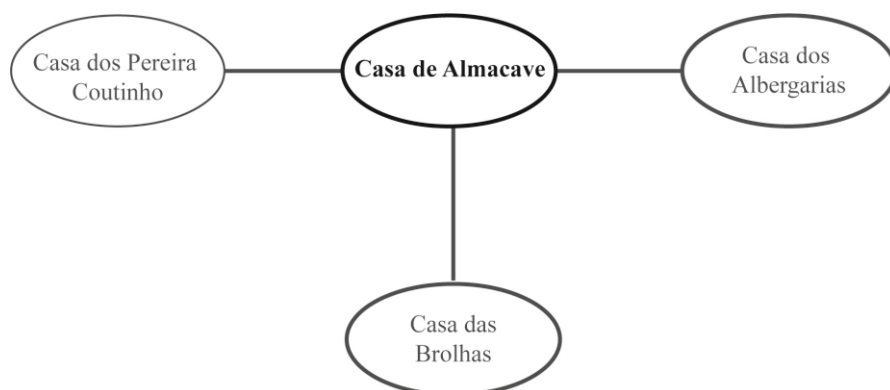 Casa dos Pereira
Coutinho
Casa de Almacave
Casa dos
Albergarias
Casa das
Brolhas